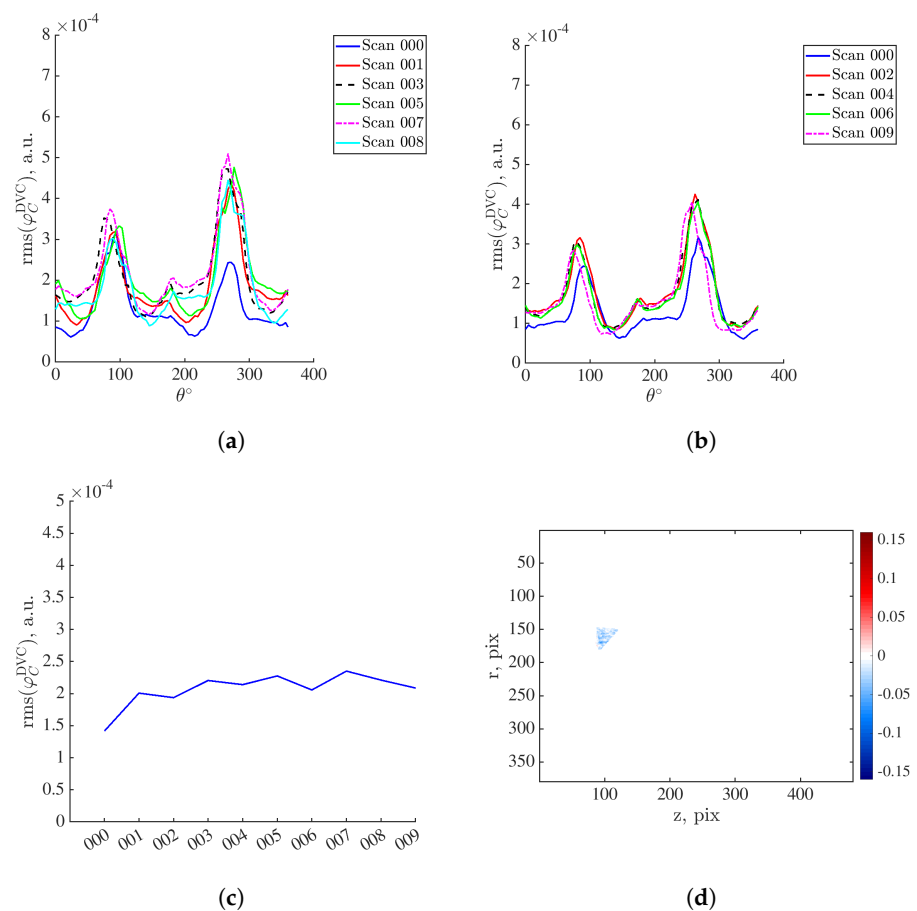 ×10⁻⁴
8
7
6
5
4
3
2
1
0
rms(φ_C^DVC), a.u.
0 100 200 300 400
θ°
Scan 000
Scan 001
Scan 003
Scan 005
Scan 007
Scan 008
(a)
×10⁻⁴
8
7
6
5
4
3
2
1
0
rms(φ_C^DVC), a.u.
0 100 200 300 400
θ°
Scan 000
Scan 002
Scan 004
Scan 006
Scan 009
(b)
×10⁻⁴
5
4.5
4
3.5
3
2.5
2
1.5
1
0.5
0
rms(φ_C^DVC), a.u.
000 001 002 003 004 005 006 007 008 009
(c)
50
100
150
200
250
300
350
r, pix
100 200 300 400
z, pix
0.15
0.1
0.05
0
-0.05
-0.1
-0.15
(d)